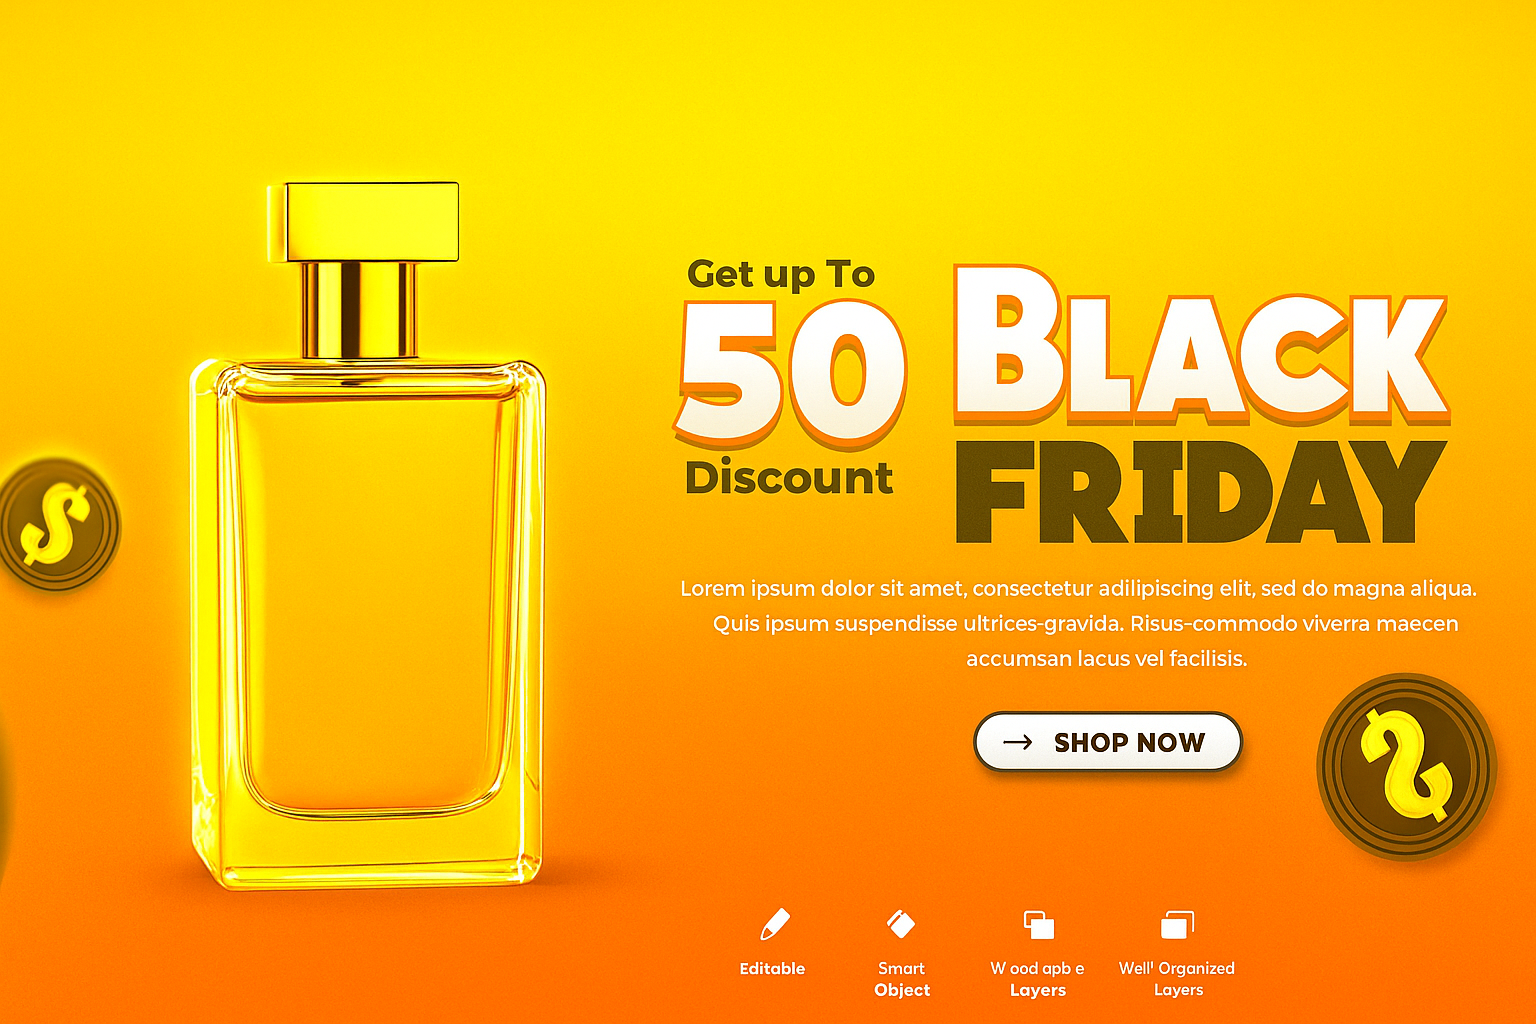 Get up To
50
Discount
BLACK
FRIDAY
Lorem ipsum dolor sit amet, consectetur adilipiscing elit, sed do magna aliqua.
Quis ipsum suspendisse ultrices-gravida. Risus-commodo viverra maecen
accumsan lacus vel facilisis.
→ SHOP NOW
$
$
Editable
Smart
Object
W ood apb e
Layers
Well' Organized
Layers